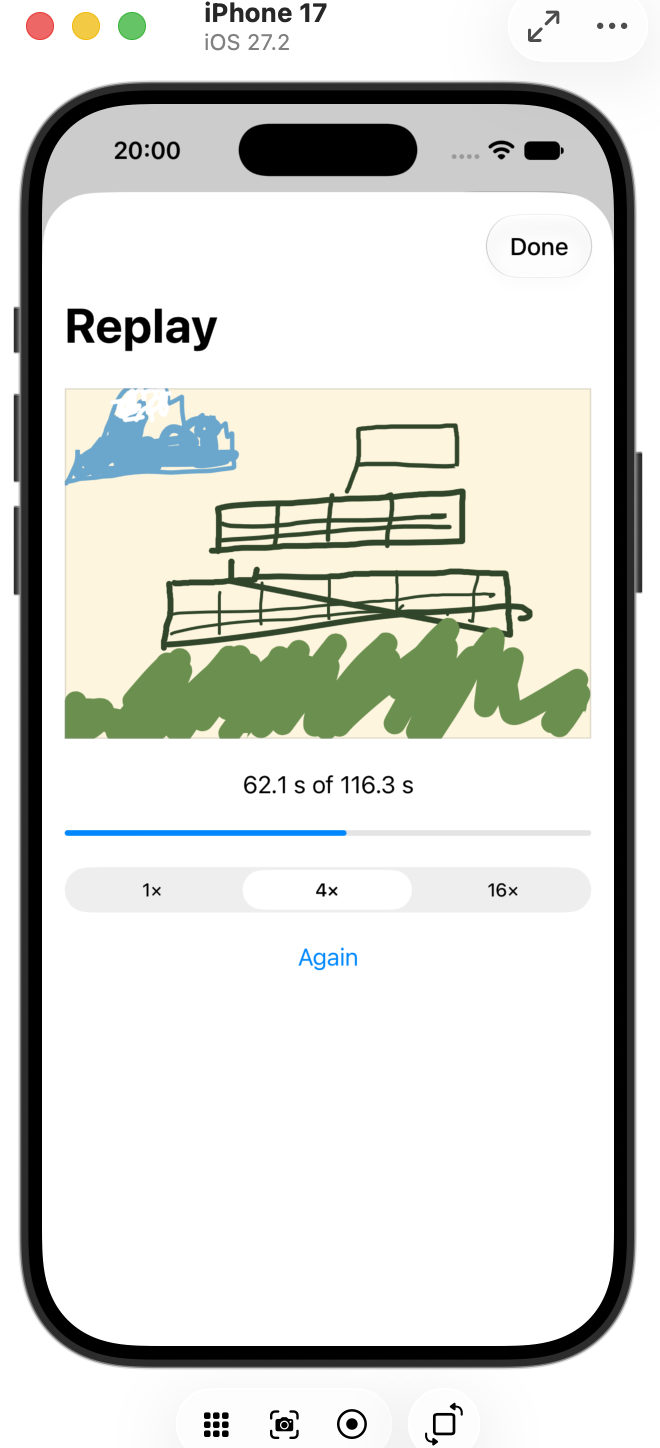 iPhone 17
iOS 27.2
20:00
Done
Replay
62.1 s of 116.3 s
1× 4× 16×
Again